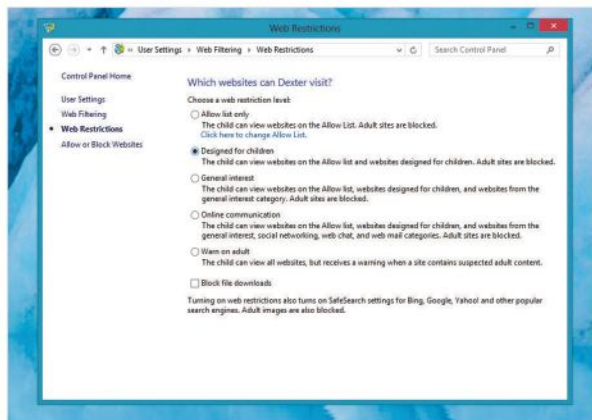 Web Restrictions
« User Settings ▸ Web Filtering ▸ Web Restrictions
Search Control Panel
Control Panel Home
User Settings
Web Filtering
• Web Restrictions
Allow or Block Websites
Which websites can Dexter visit?
Choose a web restriction level:
Allow list only
The child can view websites on the Allow List. Adult sites are blocked.
Click here to change Allow List.
Designed for children
The child can view websites on the Allow list and websites designed for children. Adult sites are blocked.
General interest
The child can view websites on the Allow list, websites designed for children, and websites from the
general interest category. Adult sites are blocked.
Online communication
The child can view websites on the Allow list, websites designed for children, and websites from the
general interest, social networking, web chat, and web mail categories. Adult sites are blocked.
Warn on adult
The child can view all websites, but receives a warning when a site contains suspected adult content.
Block file downloads
Turning on web restrictions also turns on SafeSearch settings for Bing, Google, Yahoo! and other popular
search engines. Adult images are also blocked.